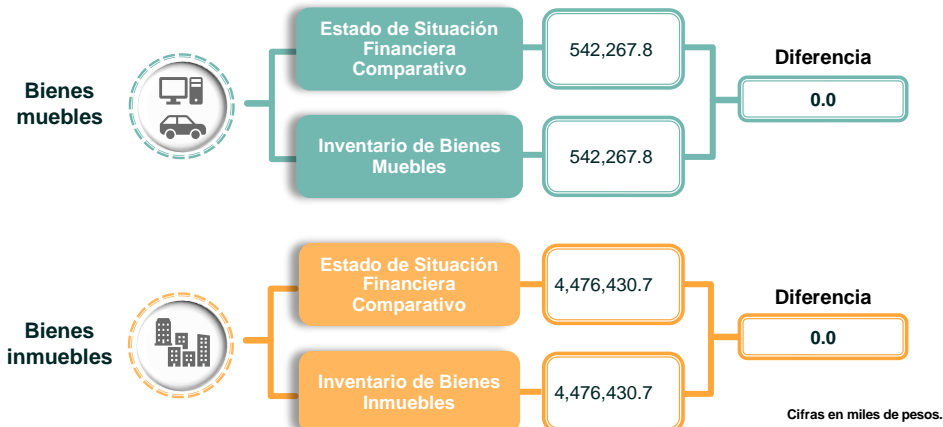 Bienes
muebles
Estado de Situación
Financiera
Comparativo
542,267.8
Inventario de Bienes
Muebles
542,267.8
Diferencia
0.0
Bienes
inmuebles
Estado de Situación
Financiera
Comparativo
4,476,430.7
Inventario de Bienes
Inmuebles
4,476,430.7
Diferencia
0.0
Cifras en miles de pesos.